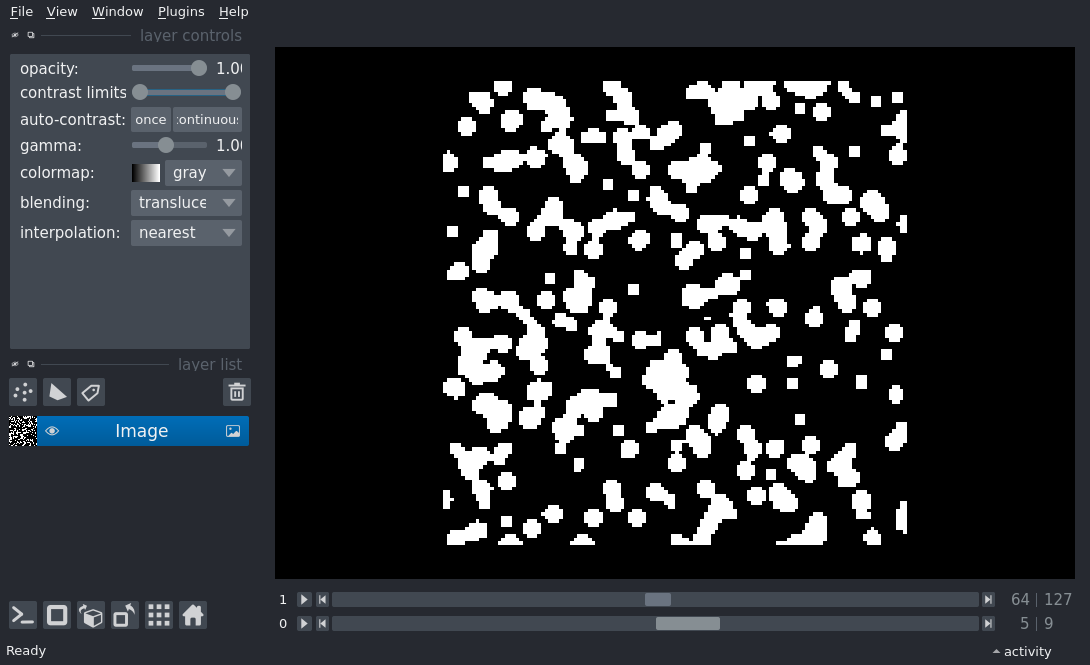 File View Window Plugins Help
layer controls
opacity: 1.00
contrast limits
auto-contrast: once continuous
gamma: 1.00
colormap: gray
blending: transluce
interpolation: nearest
layer list
Image
1 64 | 127
0 5 | 9
Ready activity